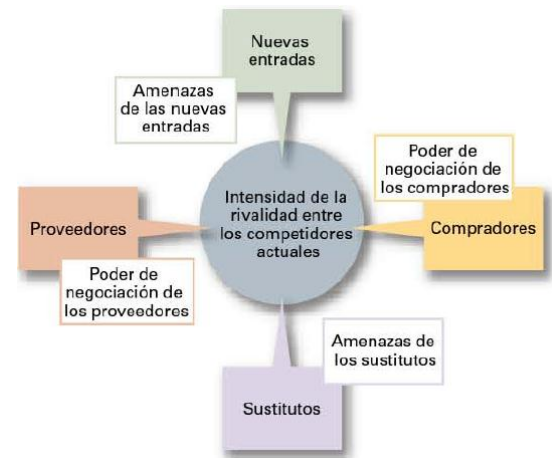 Nuevas
entradas
Amenazas
de las nuevas
entradas
Poder de
negociación de
los compradores
Intensidad de la
rivalidad entre
los competidores
actuales
Proveedores
Compradores
Poder de
negociación de
los proveedores
Amenazas de
los sustitutos
Sustitutos